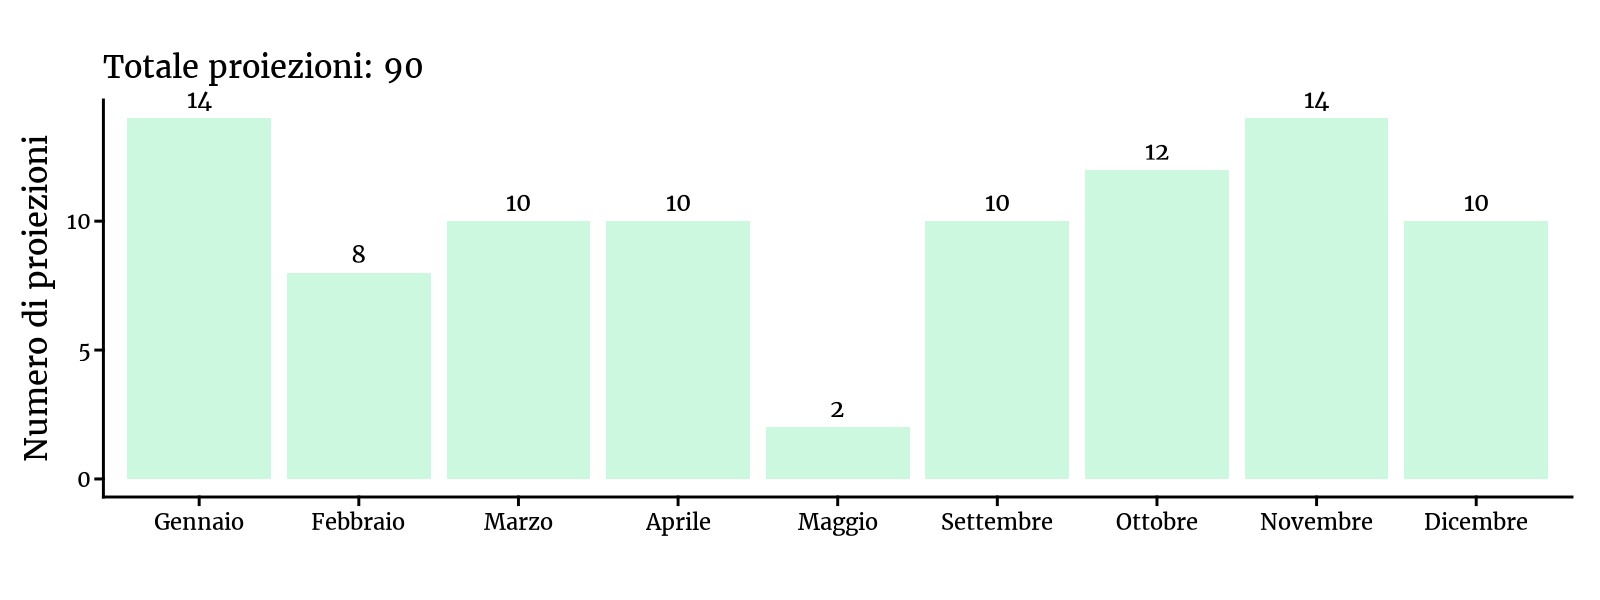 Totale proiezioni: 90
Numero di proiezioni
14
8
10
10
2
10
12
14
10
10
5
0
Gennaio
Febbraio
Marzo
Aprile
Maggio
Settembre
Ottobre
Novembre
Dicembre